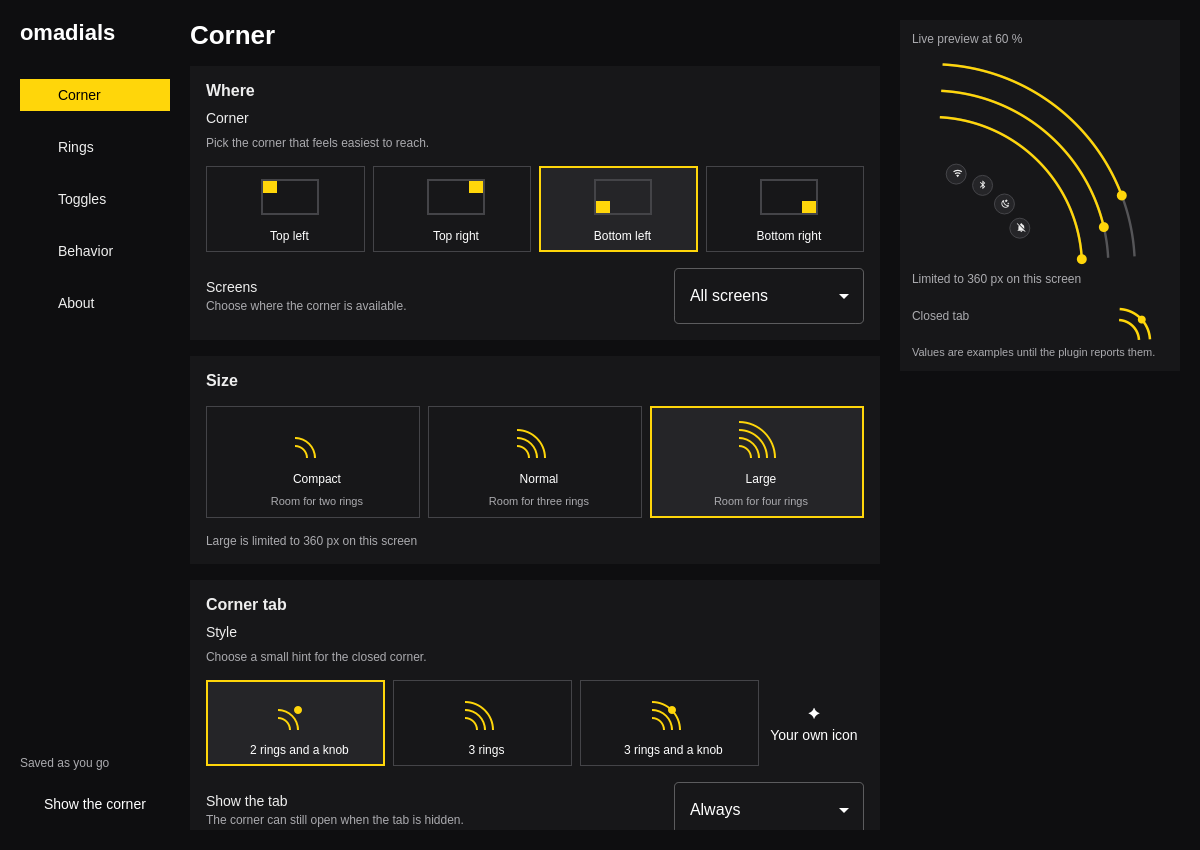 omadials
Corner
Rings
Toggles
Behavior
About
Saved as you go
Show the corner
Corner
Where
Corner
Pick the corner that feels easiest to reach.
Top left
Top right
Bottom left
Bottom right
Screens
Choose where the corner is available.
All screens
Size
Compact
Room for two rings
Normal
Room for three rings
Large
Room for four rings
Large is limited to 360 px on this screen
Corner tab
Style
Choose a small hint for the closed corner.
2 rings and a knob
3 rings
3 rings and a knob
Your own icon
Show the tab
The corner can still open when the tab is hidden.
Always
Live preview at 60 %
Limited to 360 px on this screen
Closed tab
Values are examples until the plugin reports them.